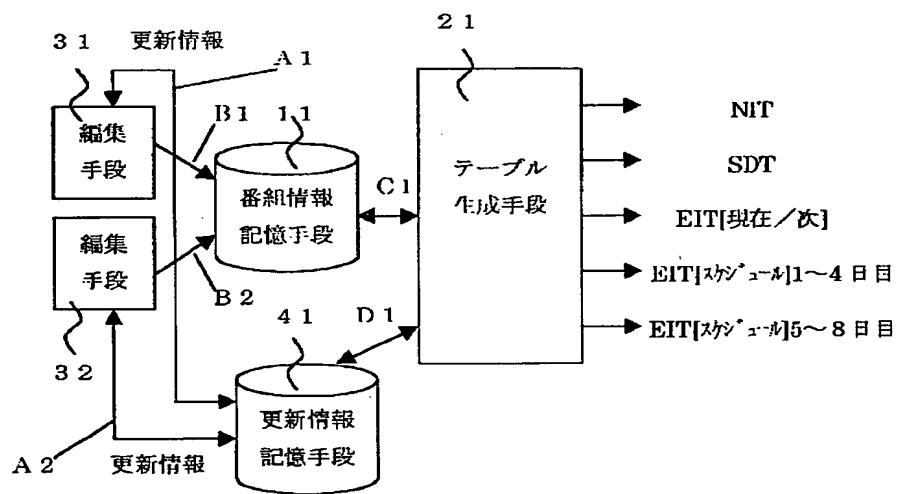 ３１
更新情報
Ａ１
２１
編集
手段
Ｂ１
１１
番組情報
記憶手段
Ｃ１
テーブル
生成手段
NIT
SDT
EIT[現在／次]
EIT[ｽｹｼﾞｭｰﾙ]1～4日目
EIT[ｽｹｼﾞｭｰﾙ]5～8日目
編集
手段
Ｂ２
３２
４１
Ｄ１
更新情報
記憶手段
Ａ２
更新情報